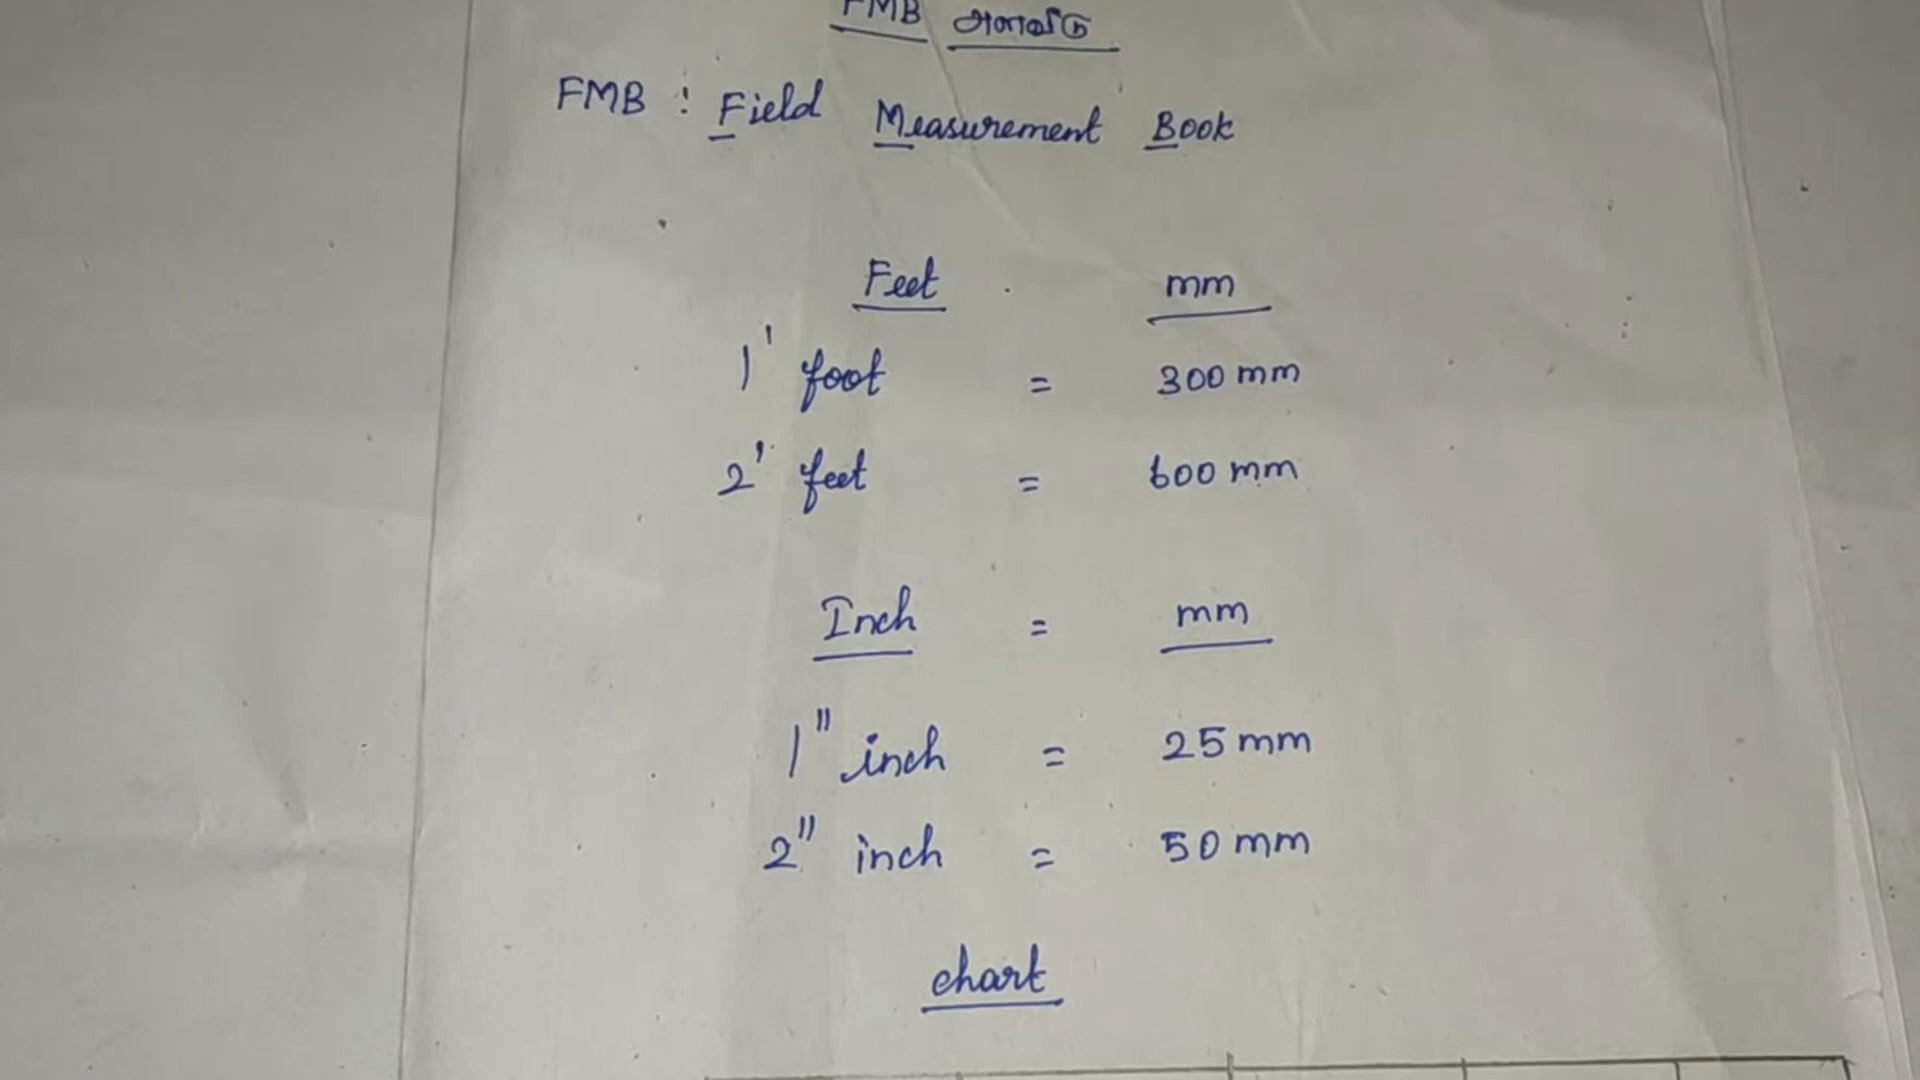 FMB அளவீடு
FMB : Field Measurement Book
Feet mm
1' foot = 300 mm
2' feet = 600 mm
Inch = mm
1" inch = 25 mm
2" inch = 50 mm
chart